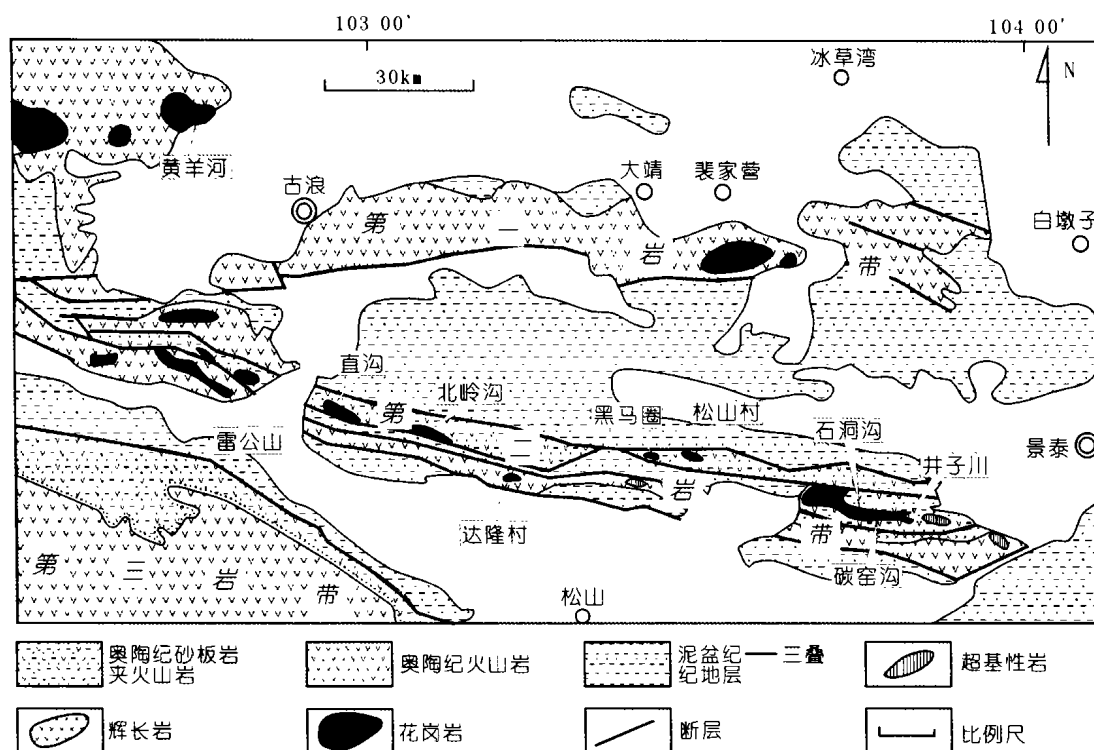 103 00'
104 00'
30km
N
冰草湾
黄羊河
古浪
大靖
裴家营
白墩子
第
一
岩
带
直沟
北岭沟
黑马圈
松山村
石洞沟
井子川
景泰
雷公山
第
二
岩
带
达隆村
碳窑沟
松山
第
三
岩
带
奥陶纪砂板岩
夹火山岩
奥陶纪火山岩
泥盆纪—三叠
纪地层
超基性岩
辉长岩
花岗岩
断层
比例尺